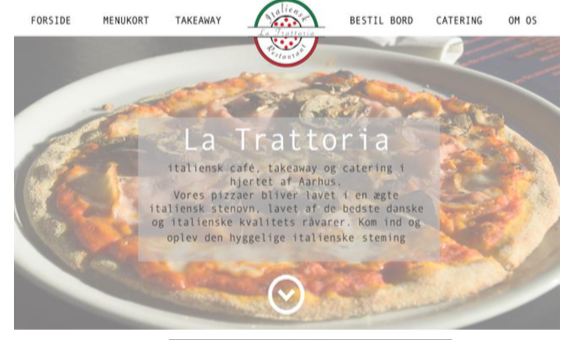 FORSIDE MENUKORT TAKEAWAY BESTIL BORD CATERING OM OS
Italiensk
La Trattoria
Restaurant
La Trattoria
italiensk café, takeaway og catering i
hjertet af Aarhus.
Vores pizzaer bliver lavet i en ægte
italiensk stenovn, lavet af de bedste danske
og italienske kvalitets råvarer. Kom ind og
oplev den hyggelige italienske steming